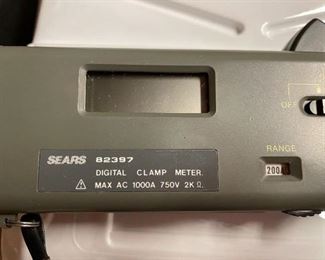 OFF
RANGE
200
SEARS 82397
DIGITAL CLAMP METER.
⚠ MAX AC 1000A 750V 2K Ω.